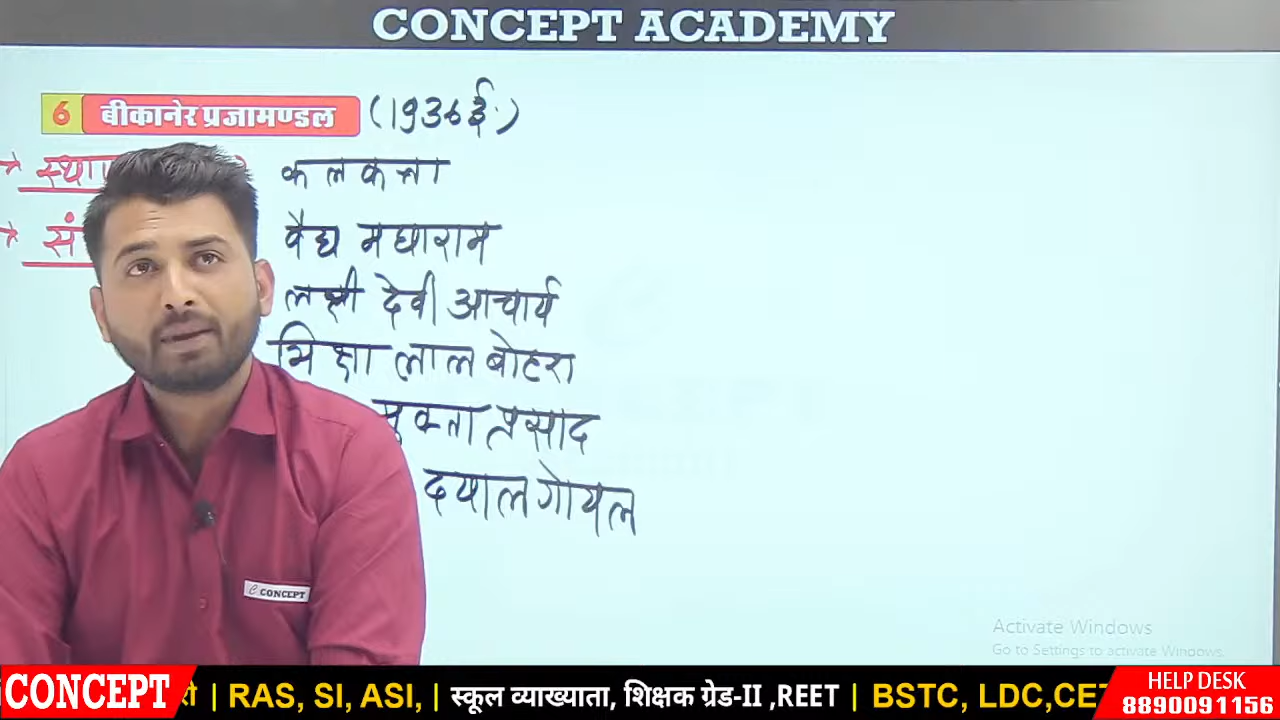 CONCEPT ACADEMY
6 बीकानेर प्रजामण्डल (1936ई.)
→ स्था कलकत्ता
→ सं वैद्य मघाराम
लक्ष्मी देवी आचार्य
भिक्षा लाल बोहरा
मुक्ता प्रसाद
दयाल गोयल
e CONCEPT
Activate Windows
Go to Settings to activate Windows.
CONCEPT री | RAS, SI, ASI, | स्कूल व्याख्याता, शिक्षक ग्रेड-II ,REET | BSTC, LDC,CET
HELP DESK
8890091156